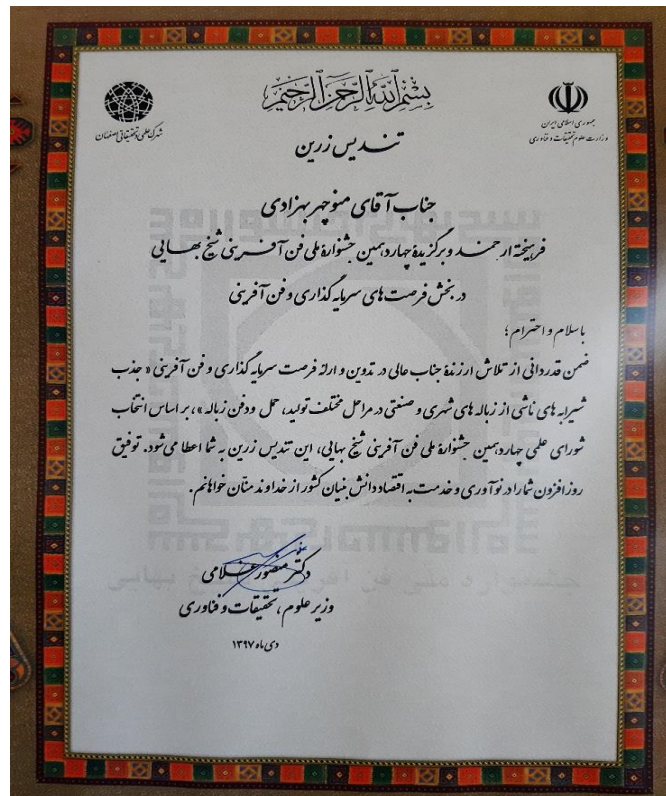 بسم الله الرحمن الرحیم
جمهوری اسلامی ایران
وزارت علوم تحقیقات و فناوری
شهرک علمی و تحقیقاتی اصفهان
تندیس زرین
جناب آقای منوچهر بهزادی
فرهیخته ارجمند و برگزیدهٔ چهاردهمین جشنوارهٔ ملی فن آفرینی شیخ بهایی
در بخش فرصت های سرمایه گذاری و فن آفرینی
با سلام و احترام؛
ضمن قدردانی از تلاش ارزندهٔ جناب عالی در تدوین و ارائه فرصت سرمایه گذاری و فن آفرینی «جذب
شیرابه های ناشی از زباله های شهری و صنعتی در مراحل مختلف تولید، حمل و دفن زباله»، بر اساس انتخاب
شورای علمی چهاردهمین جشنوارهٔ ملی فن آفرینی شیخ بهایی، این تندیس زرین به شما اعطا می شود. توفیق
روزافزون شما را در نوآوری و خدمت به اقتصاد دانش بنیان کشور از خداوند منّان خواهانم.
دکتر منصور غلامی
وزیر علوم، تحقیقات و فناوری
دی ماه ۱۳۹۷